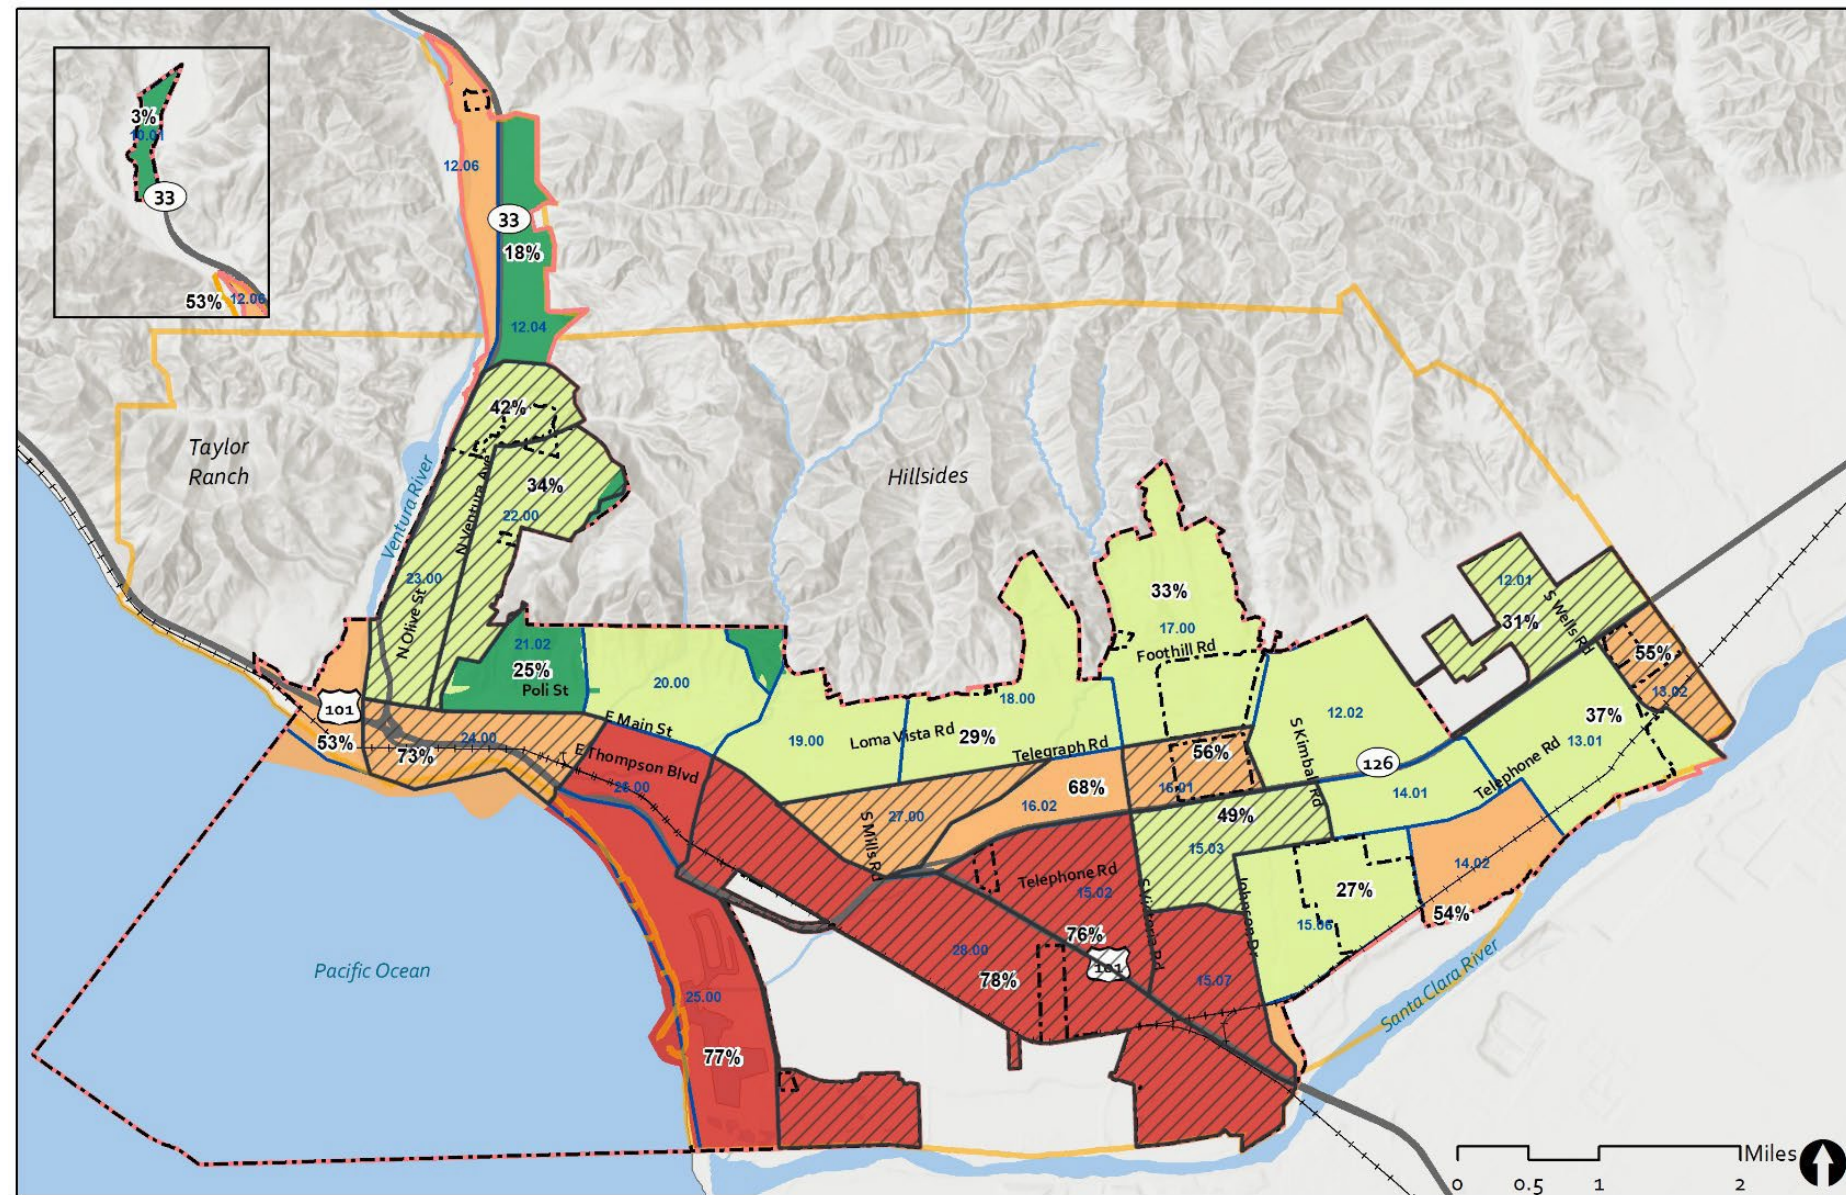 3%
10.01
33
53%
12.06
12.06
33
18%
12.04
Taylor
Ranch
Ventura River
42%
N Ventura Ave
34%
22.00
23.00
N Olive St
Hillsides
33%
17.00
Foothill Rd
12.01
S Wells Rd
31%
55%
13.02
21.02
25%
Poli St
20.00
18.00
12.02
37%
13.01
101
53%
73%
24.00
E Main St
E Thompson Blvd
26.00
19.00
Loma Vista Rd
29%
Telegraph Rd
56%
16.01
S Kimball Rd
126
14.01
Telephone Rd
68%
16.02
27.00
S Mills Rd
49%
15.03
14.02
54%
Telephone Rd
15.02
S Victoria Rd
Johnson Dr
27%
15.06
76%
101
28.00
78%
15.07
Pacific Ocean
25.00
77%
Santa Clara River
Miles
0 0.5 1 2